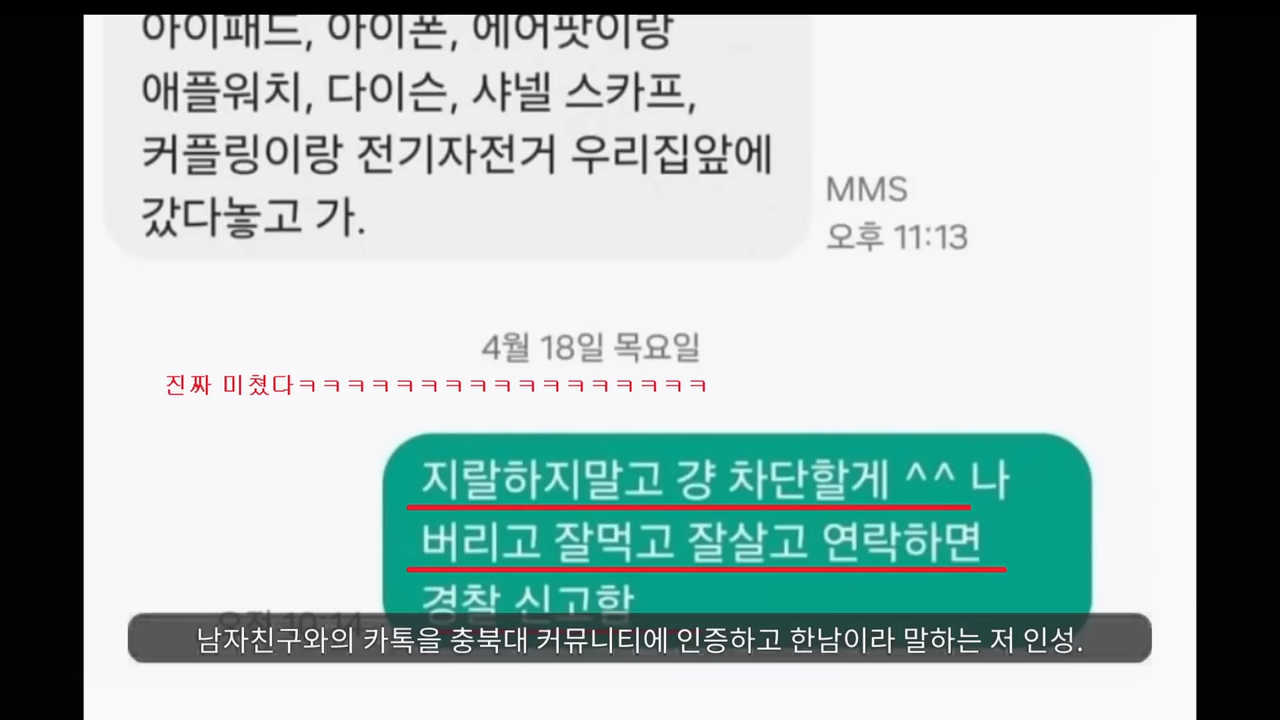 아이패드, 아이폰, 에어팟이랑
애플워치, 다이슨, 샤넬 스카프,
커플링이랑 전기자전거 우리집앞에
갔다놓고 가.
MMS
오후 11:13
4월 18일 목요일
진짜 미쳤다ㅋㅋㅋㅋㅋㅋㅋㅋㅋㅋㅋㅋㅋㅋㅋㅋㅋ
지랄하지말고 걍 차단할게 ^^ 나
버리고 잘먹고 잘살고 연락하면
경찰 신고함
오전 10:14
남자친구와의 카톡을 충북대 커뮤니티에 인증하고 한남이라 말하는 저 인성.